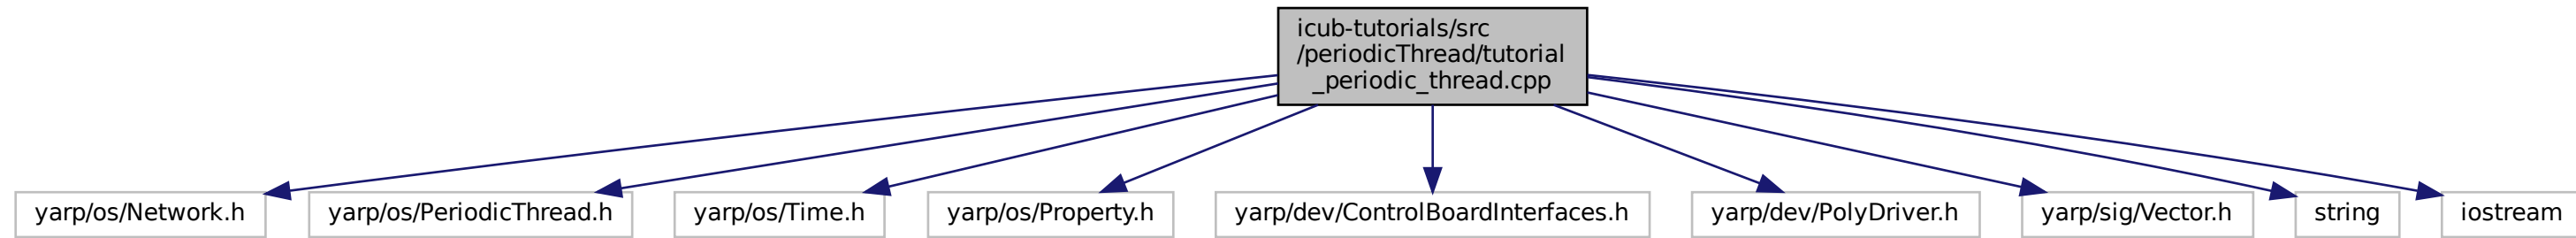 icub-tutorials/src
/periodicThread/tutorial
_periodic_thread.cpp
yarp/os/Network.h
yarp/os/PeriodicThread.h
yarp/os/Time.h
yarp/os/Property.h
yarp/dev/ControlBoardInterfaces.h
yarp/dev/PolyDriver.h
yarp/sig/Vector.h
string
iostream